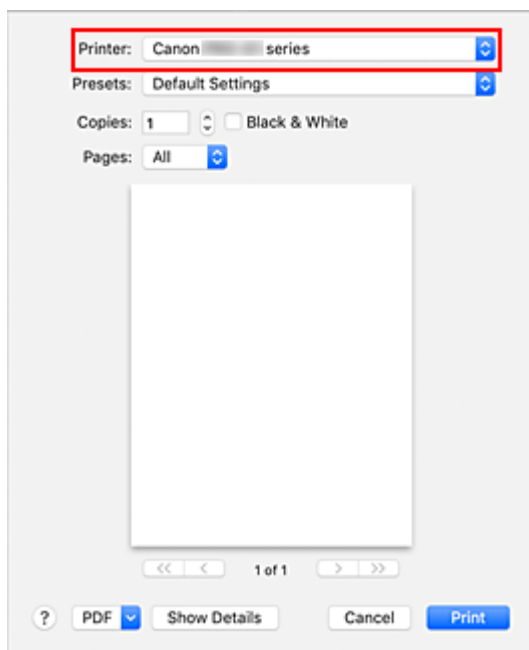 Printer: Canon series
Presets: Default Settings
Copies: 1 Black & White
Pages: All
<< < 1 of 1 > >>
? PDF Show Details Cancel Print